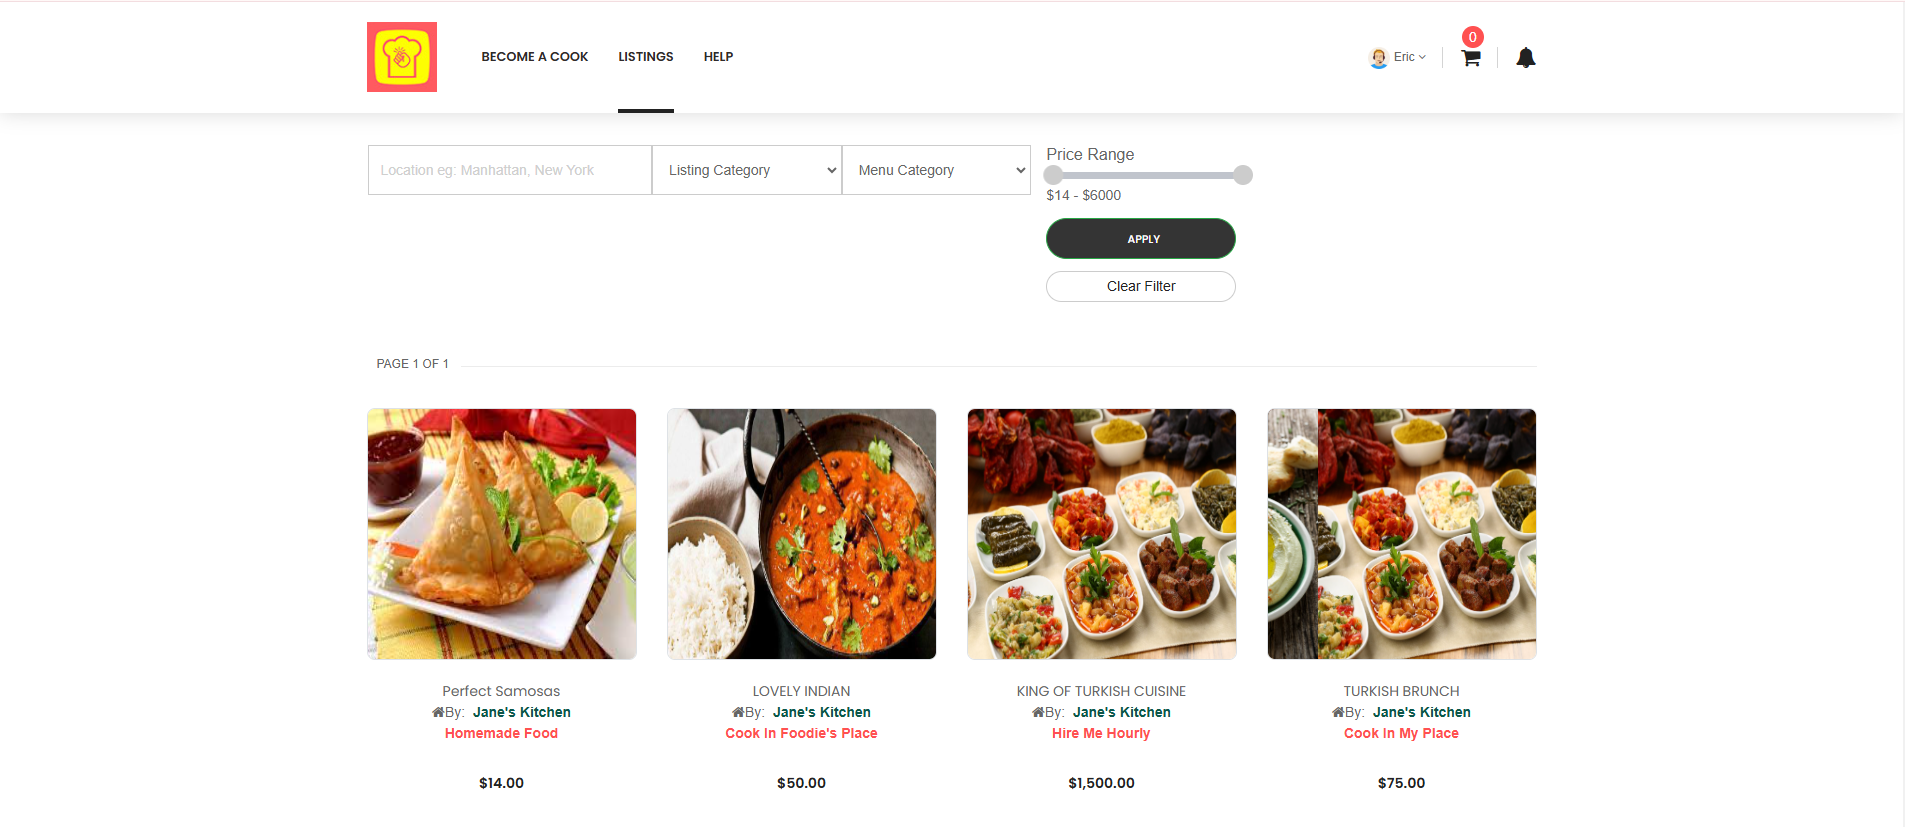 BECOME A COOK
LISTINGS
HELP
Eric
0
Location eg: Manhattan, New York
Listing Category
Menu Category
Price Range
$14 - $6000
APPLY
Clear Filter
PAGE 1 OF 1
Perfect Samosas
By: Jane's Kitchen
Homemade Food
$14.00
LOVELY INDIAN
By: Jane's Kitchen
Cook In Foodie's Place
$50.00
KING OF TURKISH CUISINE
By: Jane's Kitchen
Hire Me Hourly
$1,500.00
TURKISH BRUNCH
By: Jane's Kitchen
Cook In My Place
$75.00